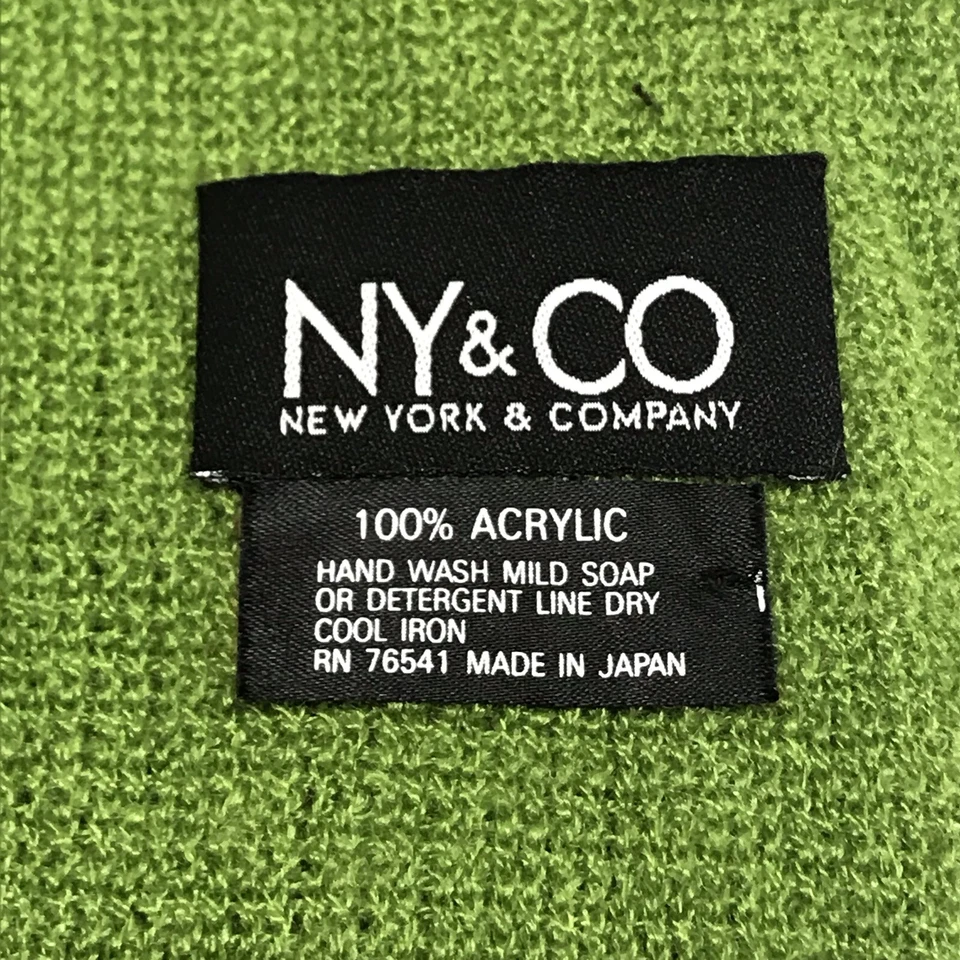 NY&CO
NEW YORK & COMPANY
100% ACRYLIC
HAND WASH MILD SOAP
OR DETERGENT LINE DRY
COOL IRON
RN 76541 MADE IN JAPAN